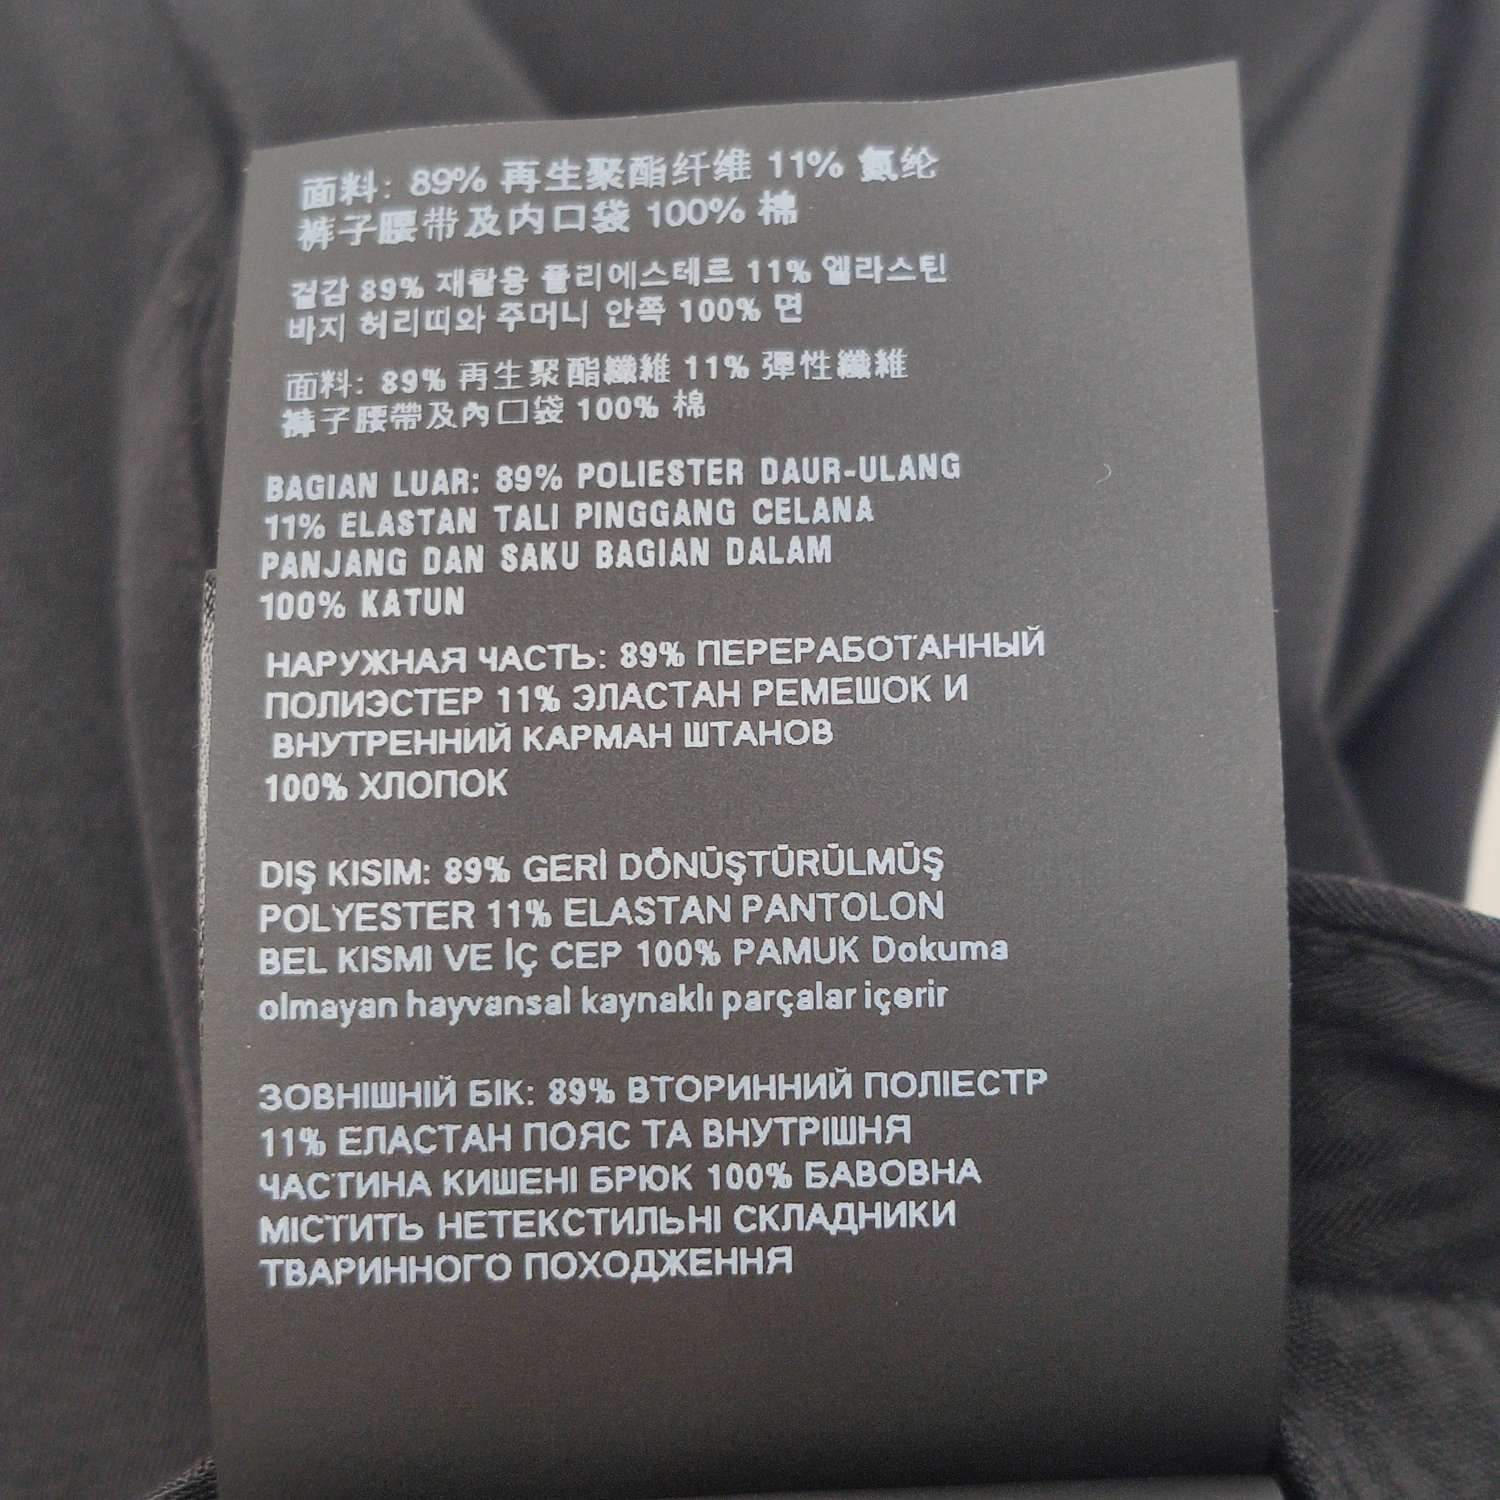 面料: 89% 再生聚酯纤维 11% 氨纶
裤子腰带及内口袋 100% 棉
겉감 89% 재활용 폴리에스테르 11% 엘라스틴
바지 허리띠와 주머니 안쪽 100% 면
面料: 89% 再生聚酯纖維 11% 彈性纖維
褲子腰帶及內口袋 100% 棉
BAGIAN LUAR: 89% POLIESTER DAUR-ULANG
11% ELASTAN TALI PINGGANG CELANA
PANJANG DAN SAKU BAGIAN DALAM
100% KATUN
НАРУЖНАЯ ЧАСТЬ: 89% ПЕРЕРАБОТАННЫЙ
ПОЛИЭСТЕР 11% ЭЛАСТАН РЕМЕШОК И
ВНУТРЕННИЙ КАРМАН ШТАНОВ
100% ХЛОПОК
DIŞ KISIM: 89% GERİ DÖNÜŞTÜRÜLMÜŞ
POLYESTER 11% ELASTAN PANTOLON
BEL KISMI VE İÇ CEP 100% PAMUK Dokuma
olmayan hayvansal kaynaklı parçalar içerir
ЗОВНІШНІЙ БІК: 89% ВТОРИННИЙ ПОЛІЕСТР
11% ЕЛАСТАН ПОЯС ТА ВНУТРІШНЯ
ЧАСТИНА КИШЕНІ БРЮК 100% БАВОВНА
МІСТИТЬ НЕТЕКСТИЛЬНІ СКЛАДНИКИ
ТВАРИННОГО ПОХОДЖЕННЯ